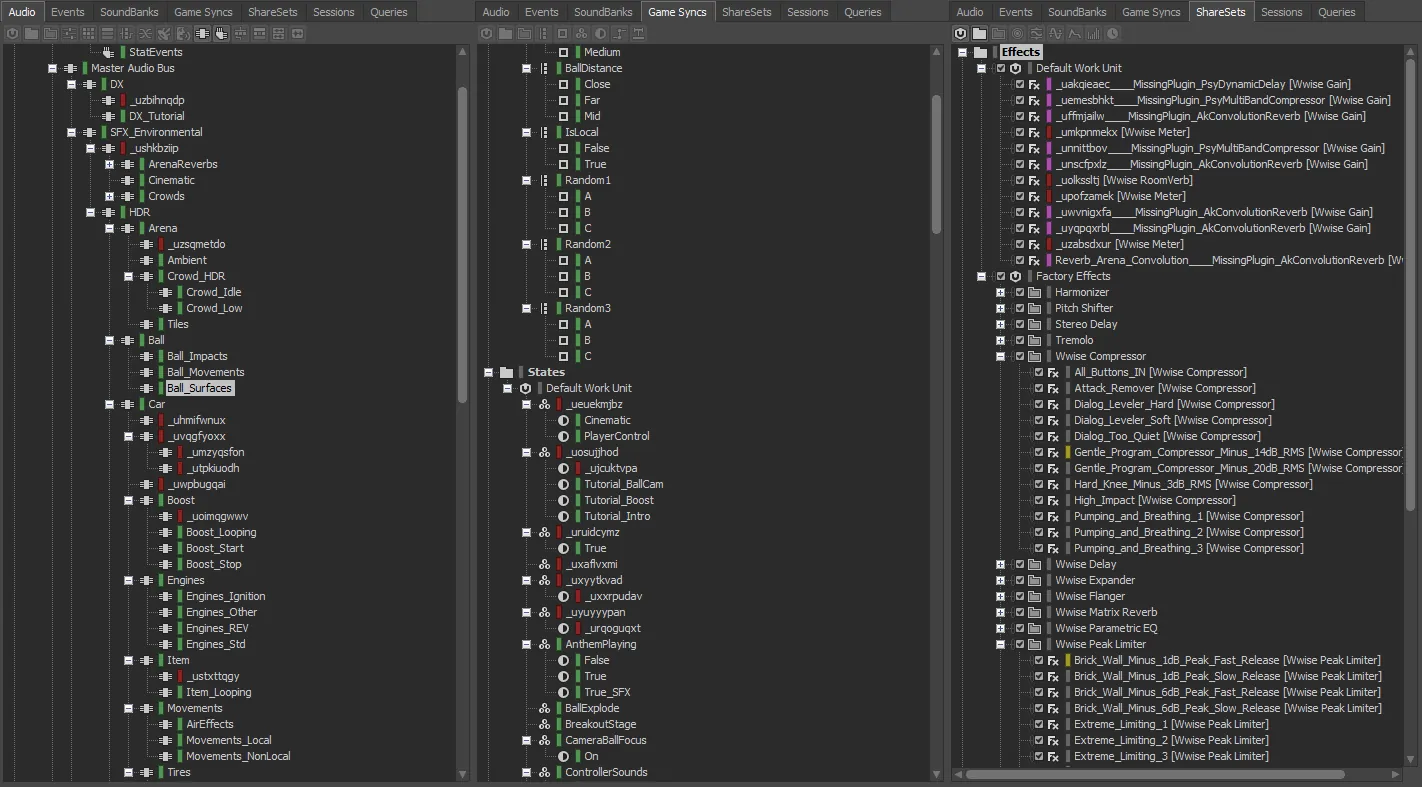 Audio Events SoundBanks Game Syncs ShareSets Sessions Queries
StatEvents
Master Audio Bus
DX
_uzbihnqdp
DX_Tutorial
SFX_Environmental
_ushkbziip
ArenaReverbs
Cinematic
Crowds
HDR
Arena
_uzsqmetdo
Ambient
Crowd_HDR
Crowd_Idle
Crowd_Low
Tiles
Ball
Ball_Impacts
Ball_Movements
Ball_Surfaces
Car
_uhmifwnux
_uvqgfyoxx
_umzyqsfon
_utpkiuodh
_uwpbugqai
Boost
_uoimqgwwv
Boost_Looping
Boost_Start
Boost_Stop
Engines
Engines_Ignition
Engines_Other
Engines_REV
Engines_Std
Item
_ustxttqgy
Item_Looping
Movements
AirEffects
Movements_Local
Movements_NonLocal
Tires
Audio Events SoundBanks Game Syncs ShareSets Sessions Queries
Medium
BallDistance
Close
Far
Mid
IsLocal
False
True
Random1
A
B
C
Random2
A
B
C
Random3
A
B
C
States
Default Work Unit
_ueuekmjbz
Cinematic
PlayerControl
_uosujjhod
_ujcuktvpa
Tutorial_BallCam
Tutorial_Boost
Tutorial_Intro
_uruidcymz
True
_uxaflvxmi
_uxyytkvad
_uxxrpudav
_uyuyyypan
_urqoguqxt
AnthemPlaying
False
True
True_SFX
BallExplode
BreakoutStage
CameraBallFocus
On
ControllerSounds
Audio Events SoundBanks Game Syncs ShareSets Sessions Queries
Effects
Default Work Unit
_uakqieaec____MissingPlugin_PsyDynamicDelay [Wwise Gain]
_uemesbhkt____MissingPlugin_PsyMultiBandCompressor [Wwise Gain]
_uffmjailw____MissingPlugin_AkConvolutionReverb [Wwise Gain]
_umkpnmekx [Wwise Meter]
_unnittbov____MissingPlugin_PsyMultiBandCompressor [Wwise Gain]
_unscfpxlz____MissingPlugin_AkConvolutionReverb [Wwise Gain]
_uolkssltj [Wwise RoomVerb]
_upofzamek [Wwise Meter]
_uwvnigxfa____MissingPlugin_AkConvolutionReverb [Wwise Gain]
_uyqpqxrbl____MissingPlugin_AkConvolutionReverb [Wwise Gain]
_uzabsdxur [Wwise Meter]
Reverb_Arena_Convolution____MissingPlugin_AkConvolutionReverb [Wv
Factory Effects
Harmonizer
Pitch Shifter
Stereo Delay
Tremolo
Wwise Compressor
All_Buttons_IN [Wwise Compressor]
Attack_Remover [Wwise Compressor]
Dialog_Leveler_Hard [Wwise Compressor]
Dialog_Leveler_Soft [Wwise Compressor]
Dialog_Too_Quiet [Wwise Compressor]
Gentle_Program_Compressor_Minus_14dB_RMS [Wwise Compressor
Gentle_Program_Compressor_Minus_20dB_RMS [Wwise Compressor
Hard_Knee_Minus_3dB_RMS [Wwise Compressor]
High_Impact [Wwise Compressor]
Pumping_and_Breathing_1 [Wwise Compressor]
Pumping_and_Breathing_2 [Wwise Compressor]
Pumping_and_Breathing_3 [Wwise Compressor]
Wwise Delay
Wwise Expander
Wwise Flanger
Wwise Matrix Reverb
Wwise Parametric EQ
Wwise Peak Limiter
Brick_Wall_Minus_1dB_Peak_Fast_Release [Wwise Peak Limiter]
Brick_Wall_Minus_1dB_Peak_Slow_Release [Wwise Peak Limiter]
Brick_Wall_Minus_6dB_Peak_Fast_Release [Wwise Peak Limiter]
Brick_Wall_Minus_6dB_Peak_Slow_Release [Wwise Peak Limiter]
Extreme_Limiting_1 [Wwise Peak Limiter]
Extreme_Limiting_2 [Wwise Peak Limiter]
Extreme_Limiting_3 [Wwise Peak Limiter]